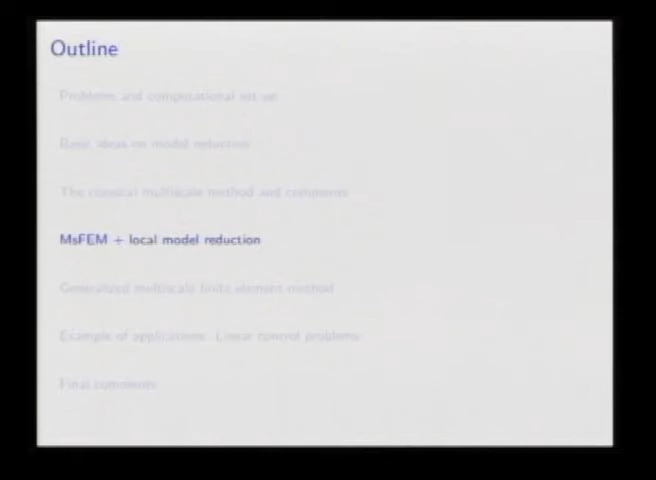 Outline
Problems and computational set up
Basic ideas on model reduction
The classical multiscale method and comments
MsFEM + local model reduction
Generalized multiscale finite element method
Example of applications: Linear control problems
Final comments